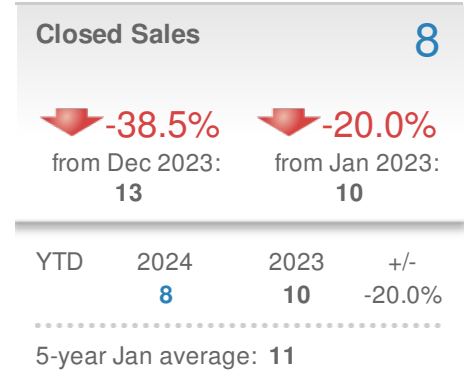 Closed Sales 8
-38.5% -20.0%
from Dec 2023: from Jan 2023:
13 10
YTD 2024 2023 +/-
8 10 -20.0%
5-year Jan average: 11